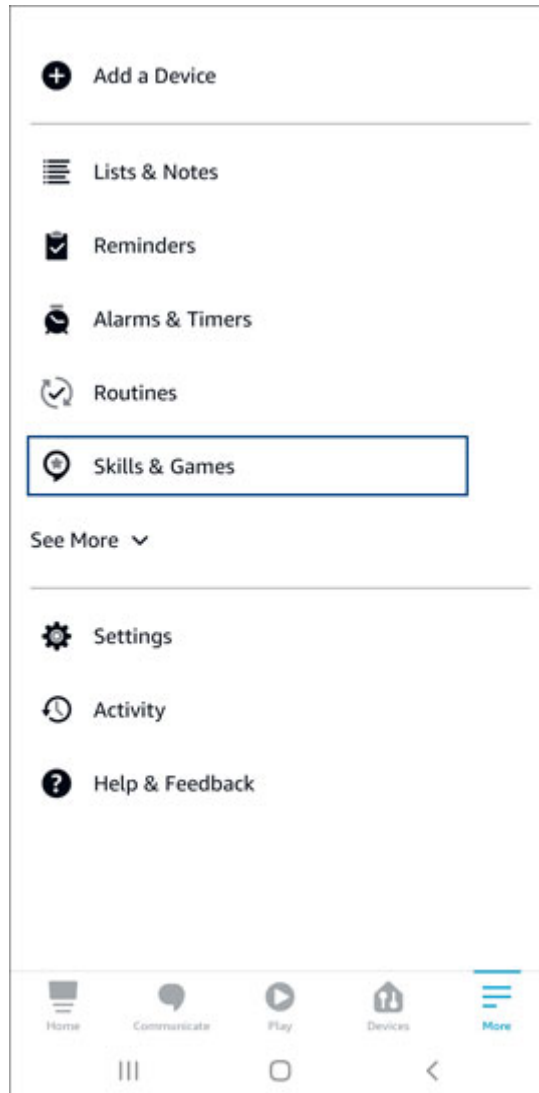 Add a Device
Lists & Notes
Reminders
Alarms & Timers
Routines
Skills & Games
See More
Settings
Activity
Help & Feedback
Home Communicate Play Devices More